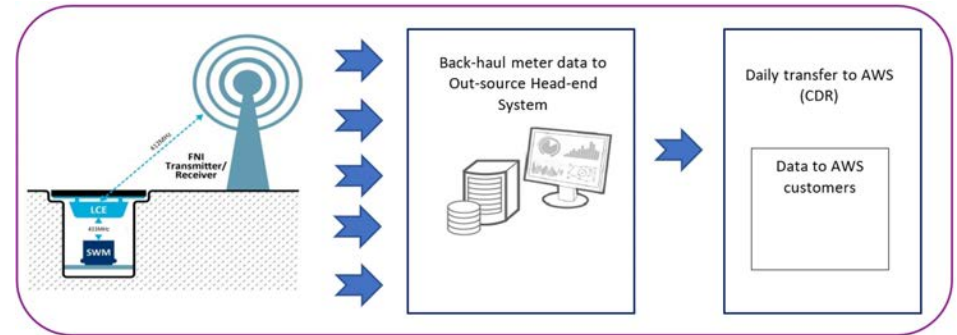 412MHz
FNI
Transmitter/
Receiver
LCE
433MHz
SWM
Back-haul meter data to
Out-source Head-end
System
Daily transfer to AWS
(CDR)
Data to AWS
customers